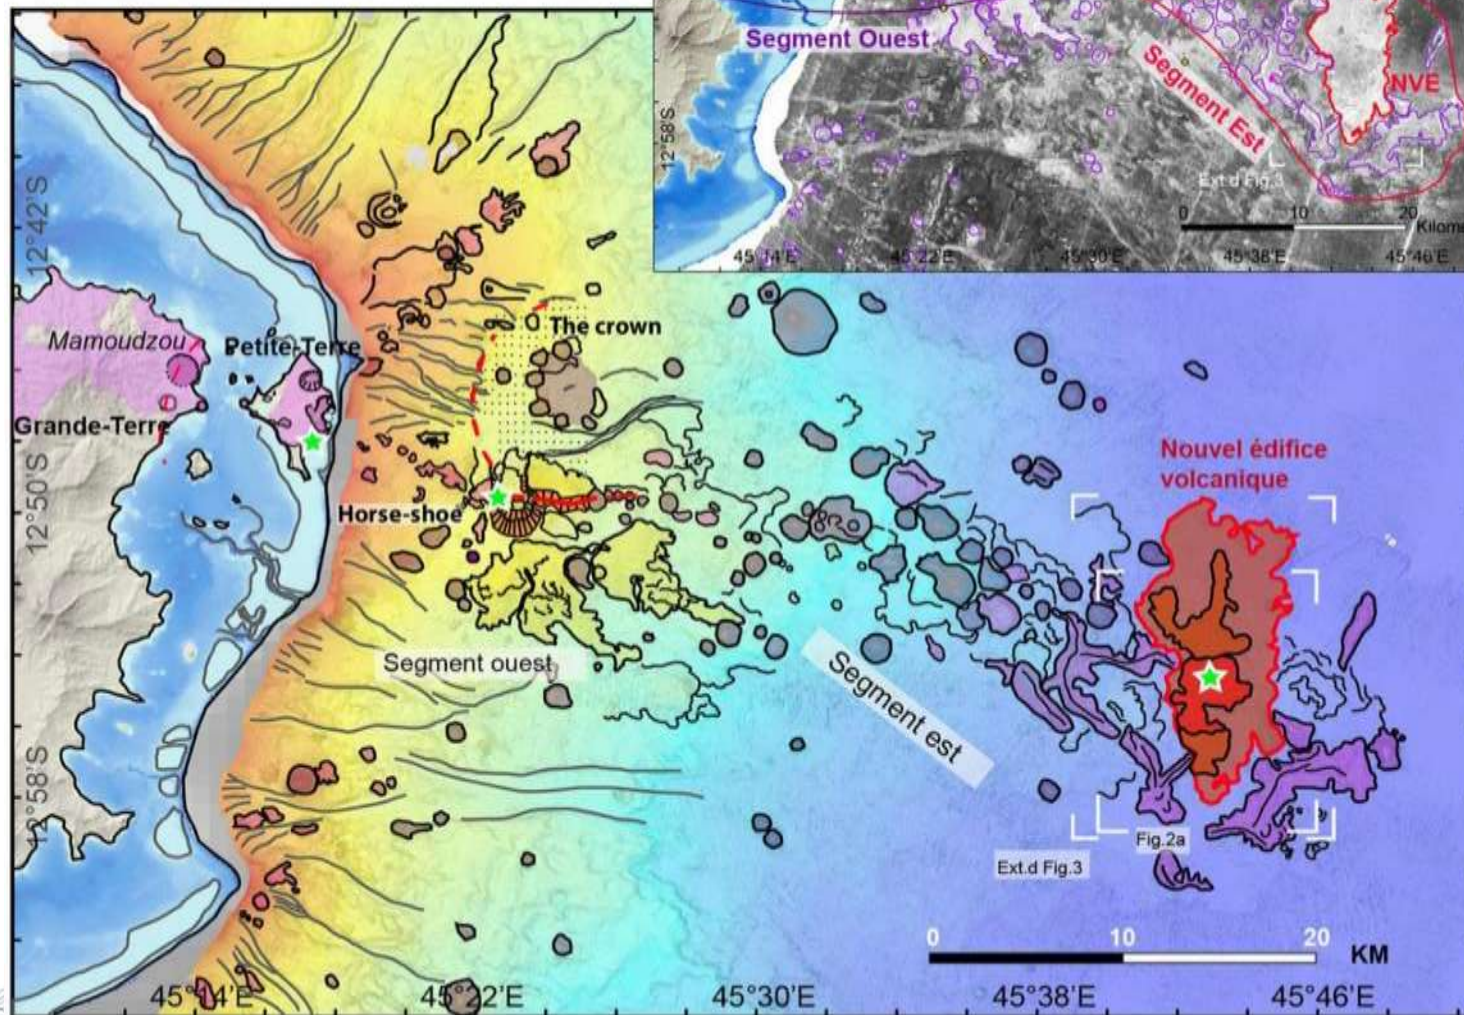 Segment Ouest
Segment Est
NVE
12°58'S
Ext.d Fig.3
0 10 20
45°14'E 45°22'E 45°30'E 45°38'E 45°46'E
12°42'S
Mamoudzou
Petite-Terre
The crown
Grande-Terre
12°50'S
Horse-shoe
Nouvel édifice
volcanique
Segment ouest
Segment est
Fig.2a
Ext.d Fig.3
0 10 20
KM
45°14'E 45°22'E 45°30'E 45°38'E 45°46'E